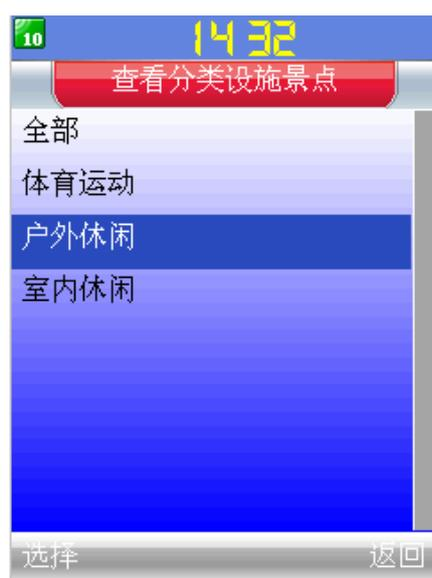 10
14 32
查看分类设施景点
全部
体育运动
户外休闲
室内休闲
选择 返回